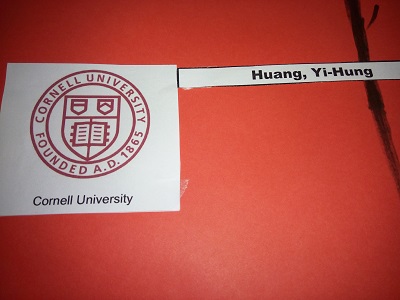 Huang, Yi-Hung
CORNELL UNIVERSITY
FOUNDED A.D. 1865
Cornell University